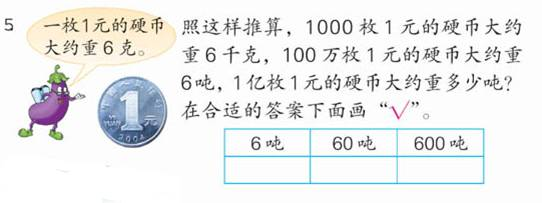 5
一枚1元的硬币
大约重6克。
照这样推算，1000枚1元的硬币大约
重6千克，100万枚1元的硬币大约重
6吨，1亿枚1元的硬币大约重多少吨？
在合适的答案下面画“√”。
1
YI
YUAN
元
2004
6吨 60吨 600吨